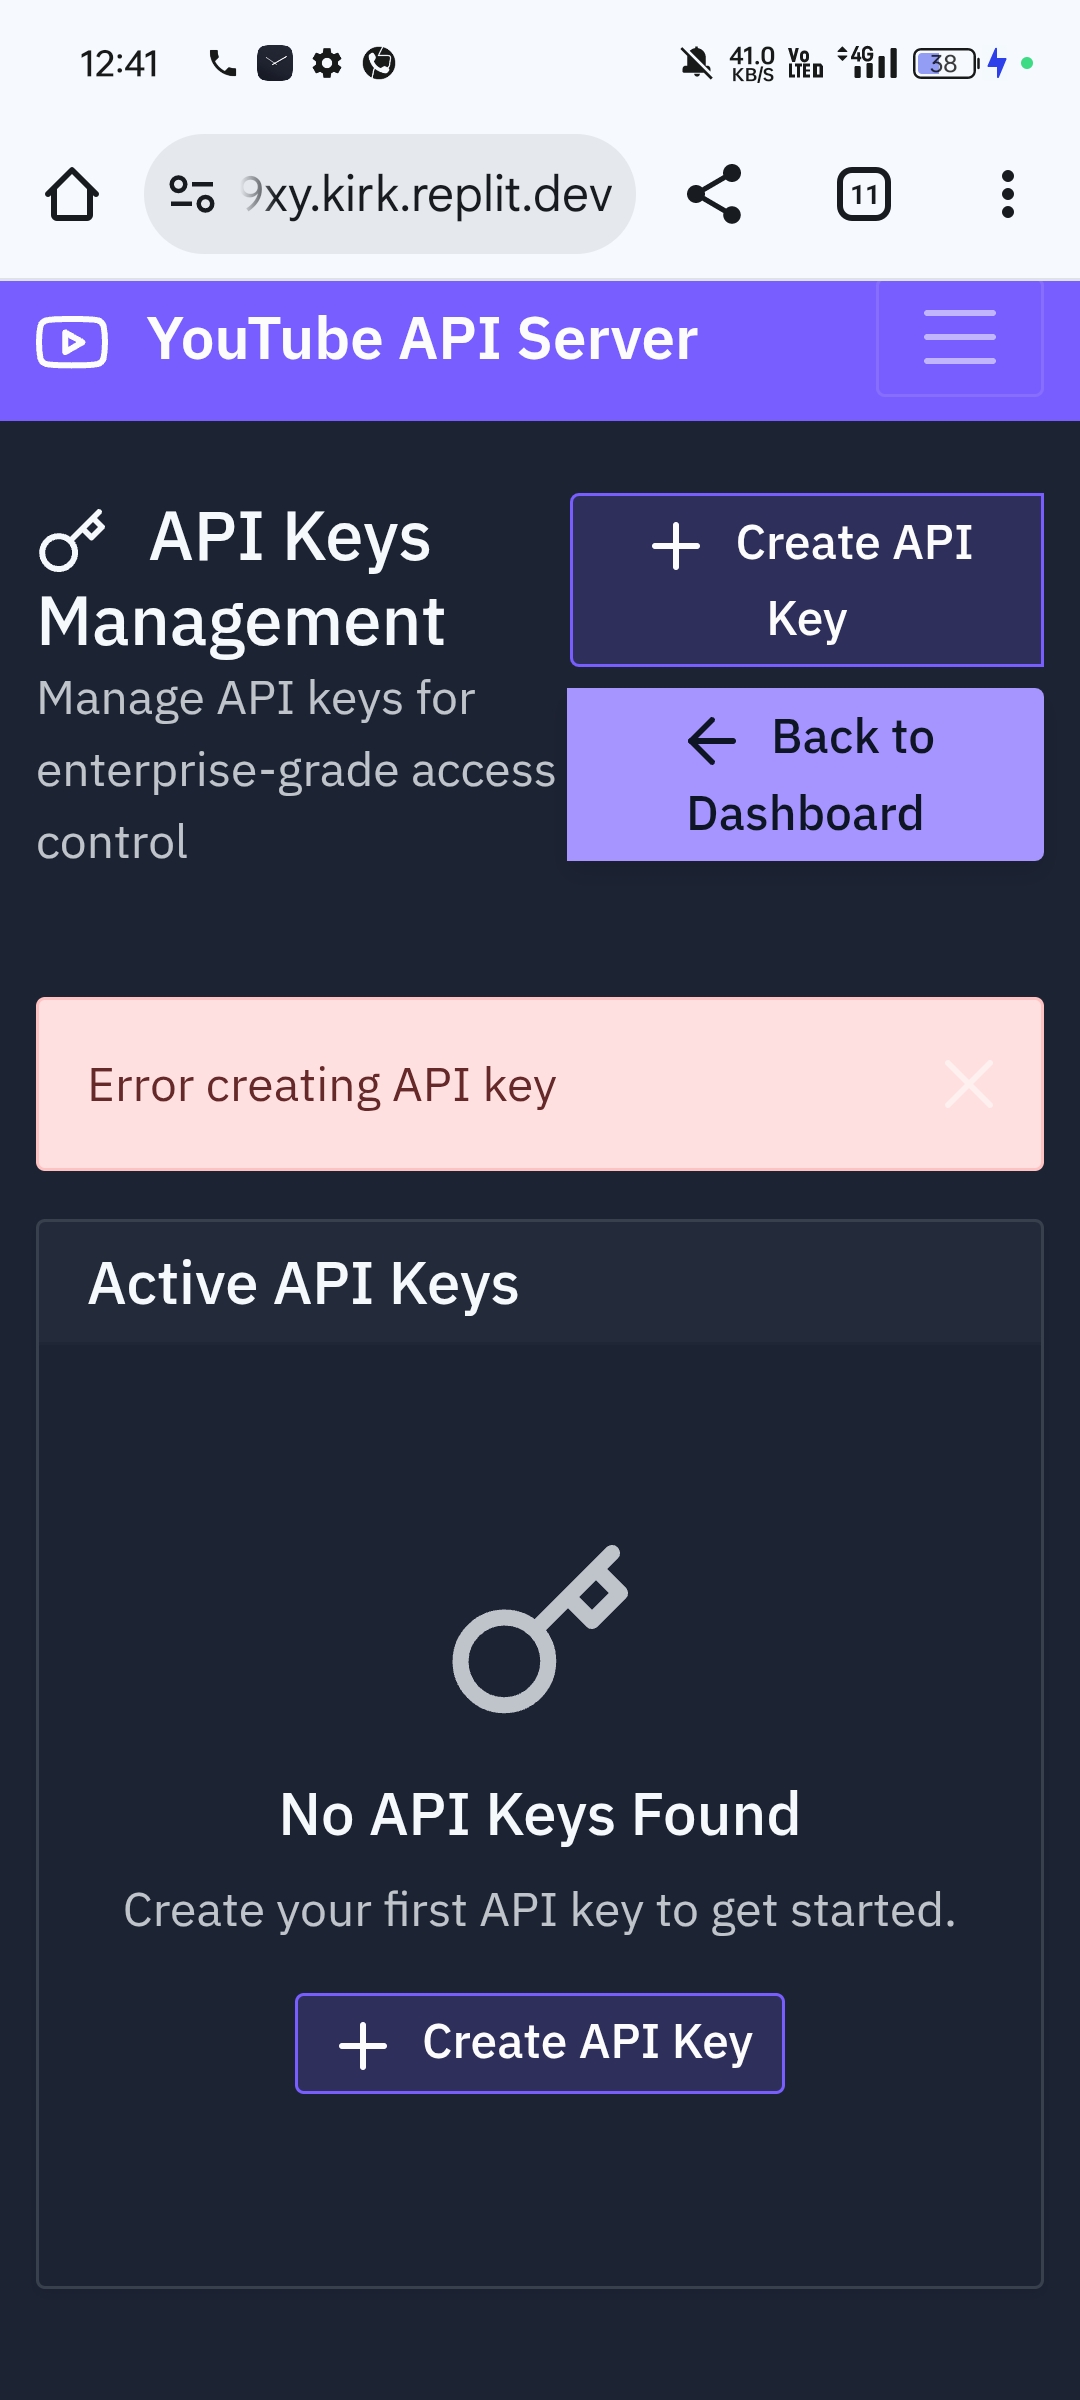 12:41
41.0
KB/S
Vo
LTED
4G
38
9xy.kirk.replit.dev
11
YouTube API Server
API Keys
Management
Manage API keys for
enterprise-grade access
control
Create API
Key
Back to
Dashboard
Error creating API key
Active API Keys
No API Keys Found
Create your first API key to get started.
Create API Key